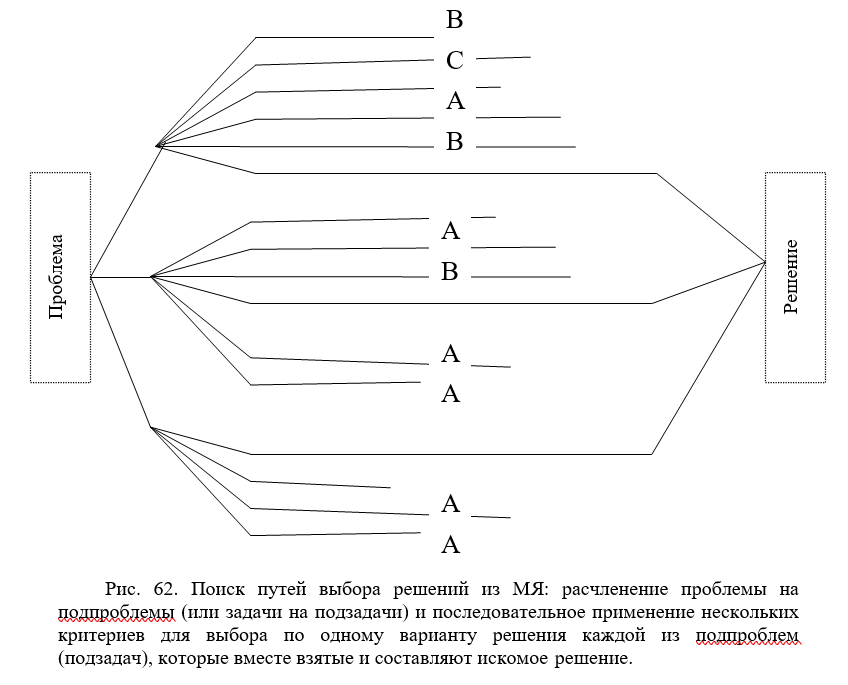 В
С
А
В
Проблема
Решение
А
В
А
А
А
А
Рис. 62. Поиск путей выбора решений из МЯ: расчленение проблемы на
подпроблемы (или задачи на подзадачи) и последовательное применение нескольких
критериев для выбора по одному варианту решения каждой из подпроблем
(подзадач), которые вместе взятые и составляют искомое решение.